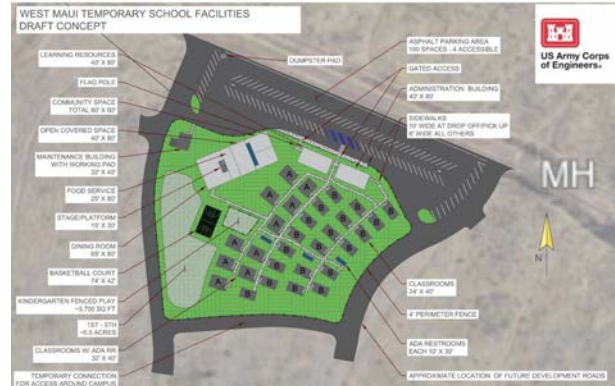 WEST MAUI TEMPORARY SCHOOL FACILITIES
DRAFT CONCEPT
LEARNING RESOURCES
40' X 80'
FLAG POLE
COMMUNITY SPACE
TOTAL 90' X 60'
OPEN COVERED SPACE
40' X 80'
MAINTENANCE BUILDING
WITH WORKING PAD
32' X 40'
FOOD SERVICE
25' X 80'
STAGE/PLATFORM
15' X 30'
DINING ROOM
65' X 80'
BASKETBALL COURT
74' X 42'
KINDERGARTEN FENCED PLAY
~5,700 SQ FT
1ST - 5TH
~0.5 ACRES
CLASSROOMS W/ ADA RR
32' X 40'
TEMPORARY CONNECTION
FOR ACCESS AROUND CAMPUS
DUMPSTER PAD
ASPHALT PARKING AREA
100 SPACES - 4 ACCESSIBLE
GATED ACCESS
ADMINISTRATION BUILDING
40' X 80'
SIDEWALKS
10' WIDE AT DROP OFF/PICK UP
6' WIDE ALL OTHERS
US Army Corps
of Engineers®
MH
N
CLASSROOMS
24' X 40'
4' PERIMETER FENCE
ADA RESTROOMS
EACH 10' X 30'
APPROXIMATE LOCATION OF FUTURE DEVELOPMENT ROADS